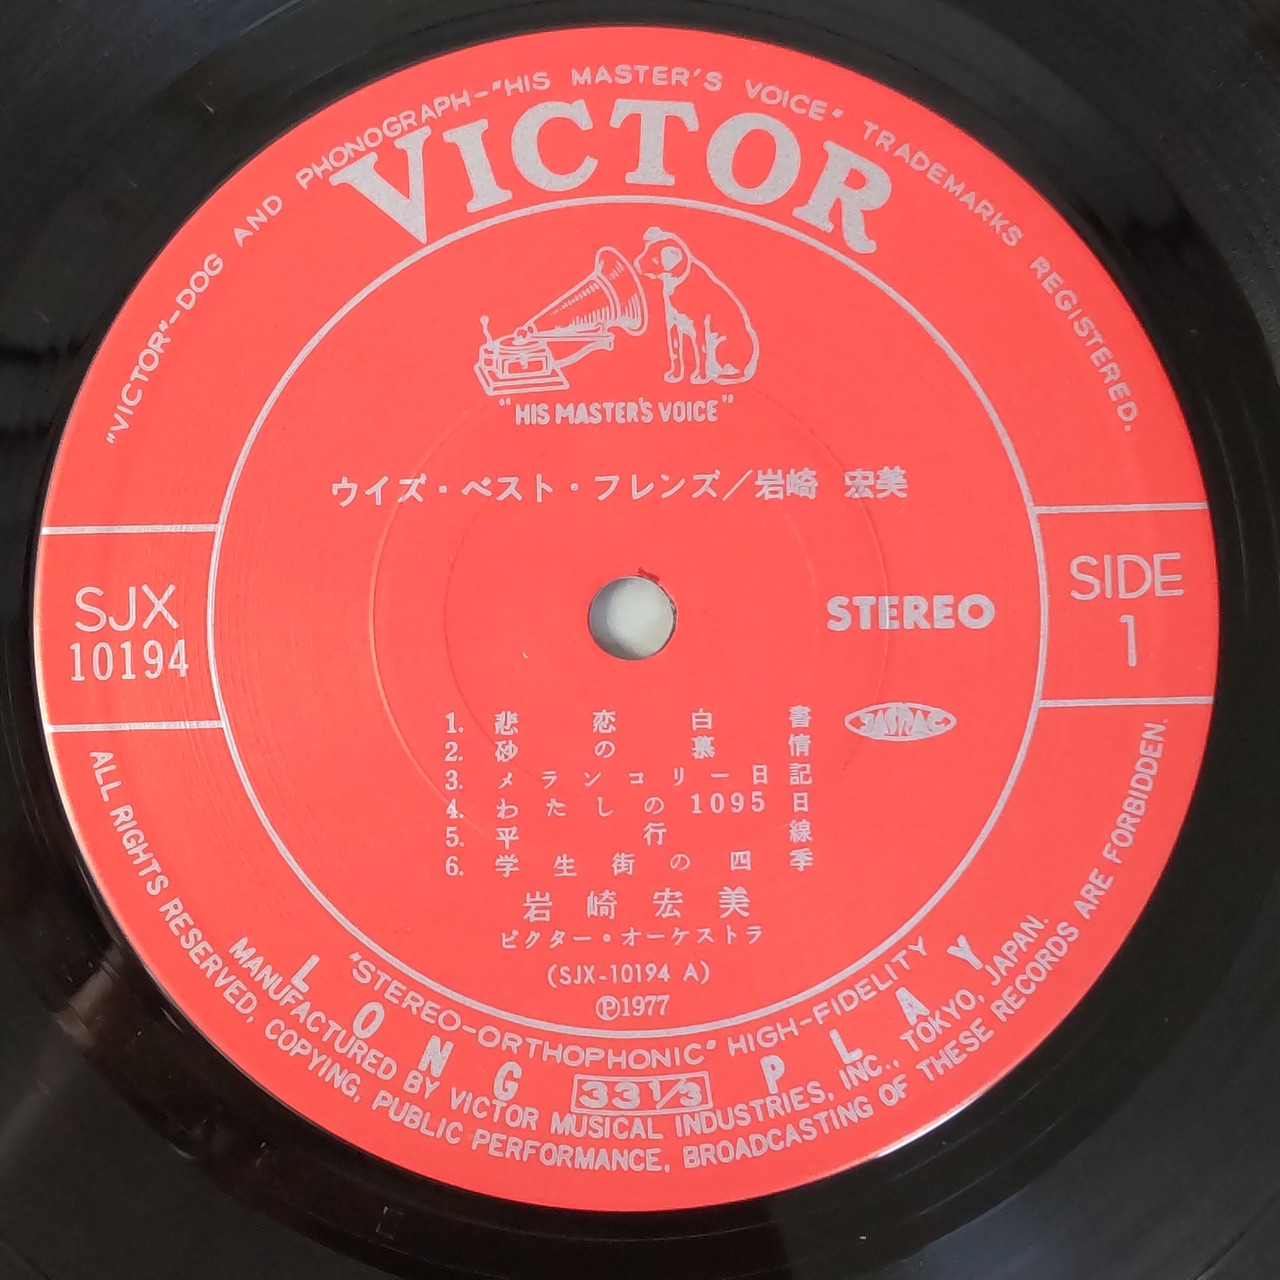 "VICTOR"-DOG AND PHONOGRAPH-"HIS MASTER'S VOICE" TRADEMARKS REGISTERED.
VICTOR
"HIS MASTER'S VOICE"
ウイズ・ベスト・フレンズ／岩崎 宏美
SJX
10194
STEREO
SIDE
1
JASRAC
1. 悲恋白書
2. 砂の慕情
3. メランコリー日記
4. わたしの1095日
5. 平行線
6. 学生街の四季
岩崎宏美
ビクター・オーケストラ
(SJX-10194 A)
Ⓟ1977
"STEREO-ORTHOPHONIC" HIGH-FIDELITY
LONG 33 1/3 PLAY
MANUFACTURED BY VICTOR MUSICAL INDUSTRIES, INC., TOKYO, JAPAN.
ALL RIGHTS RESERVED, COPYING, PUBLIC PERFORMANCE, BROADCASTING OF THESE RECORDS ARE FORBIDDEN.